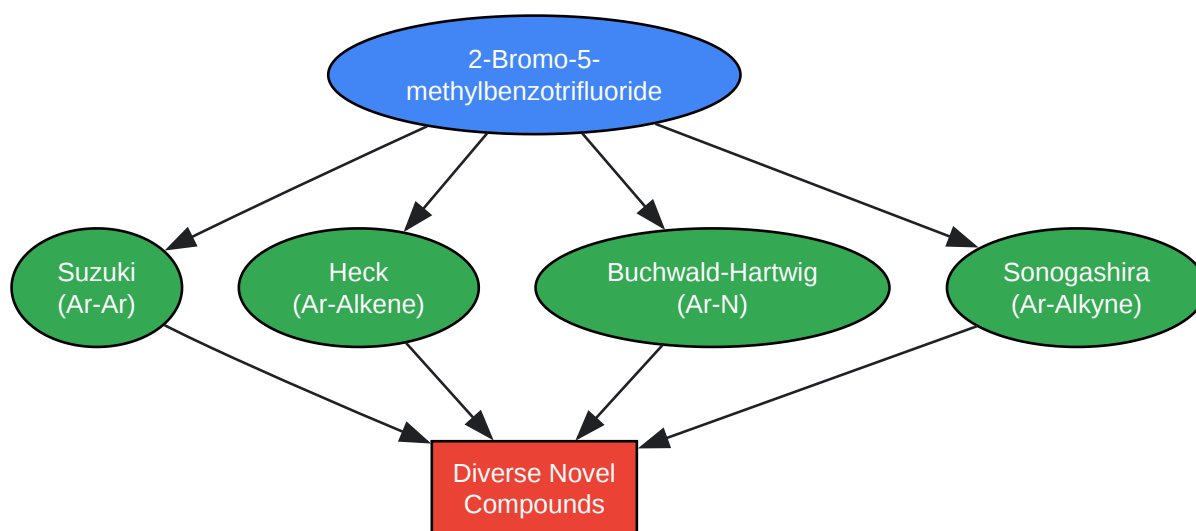 2-Bromo-5-
methylbenzotrifluoride
Suzuki
(Ar-Ar)
Heck
(Ar-Alkene)
Buchwald-Hartwig
(Ar-N)
Sonogashira
(Ar-Alkyne)
Diverse Novel
Compounds